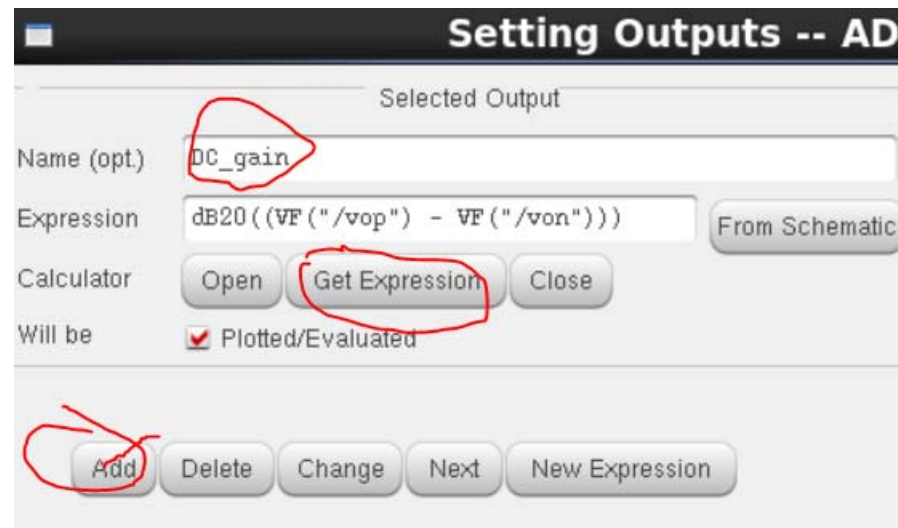 Setting Outputs -- AD
Selected Output
Name (opt.) DC_gain
Expression dB20((VF("/vop") - VF("/von"))) From Schematic
Calculator Open Get Expression Close
Will be Plotted/Evaluated
Add Delete Change Next New Expression